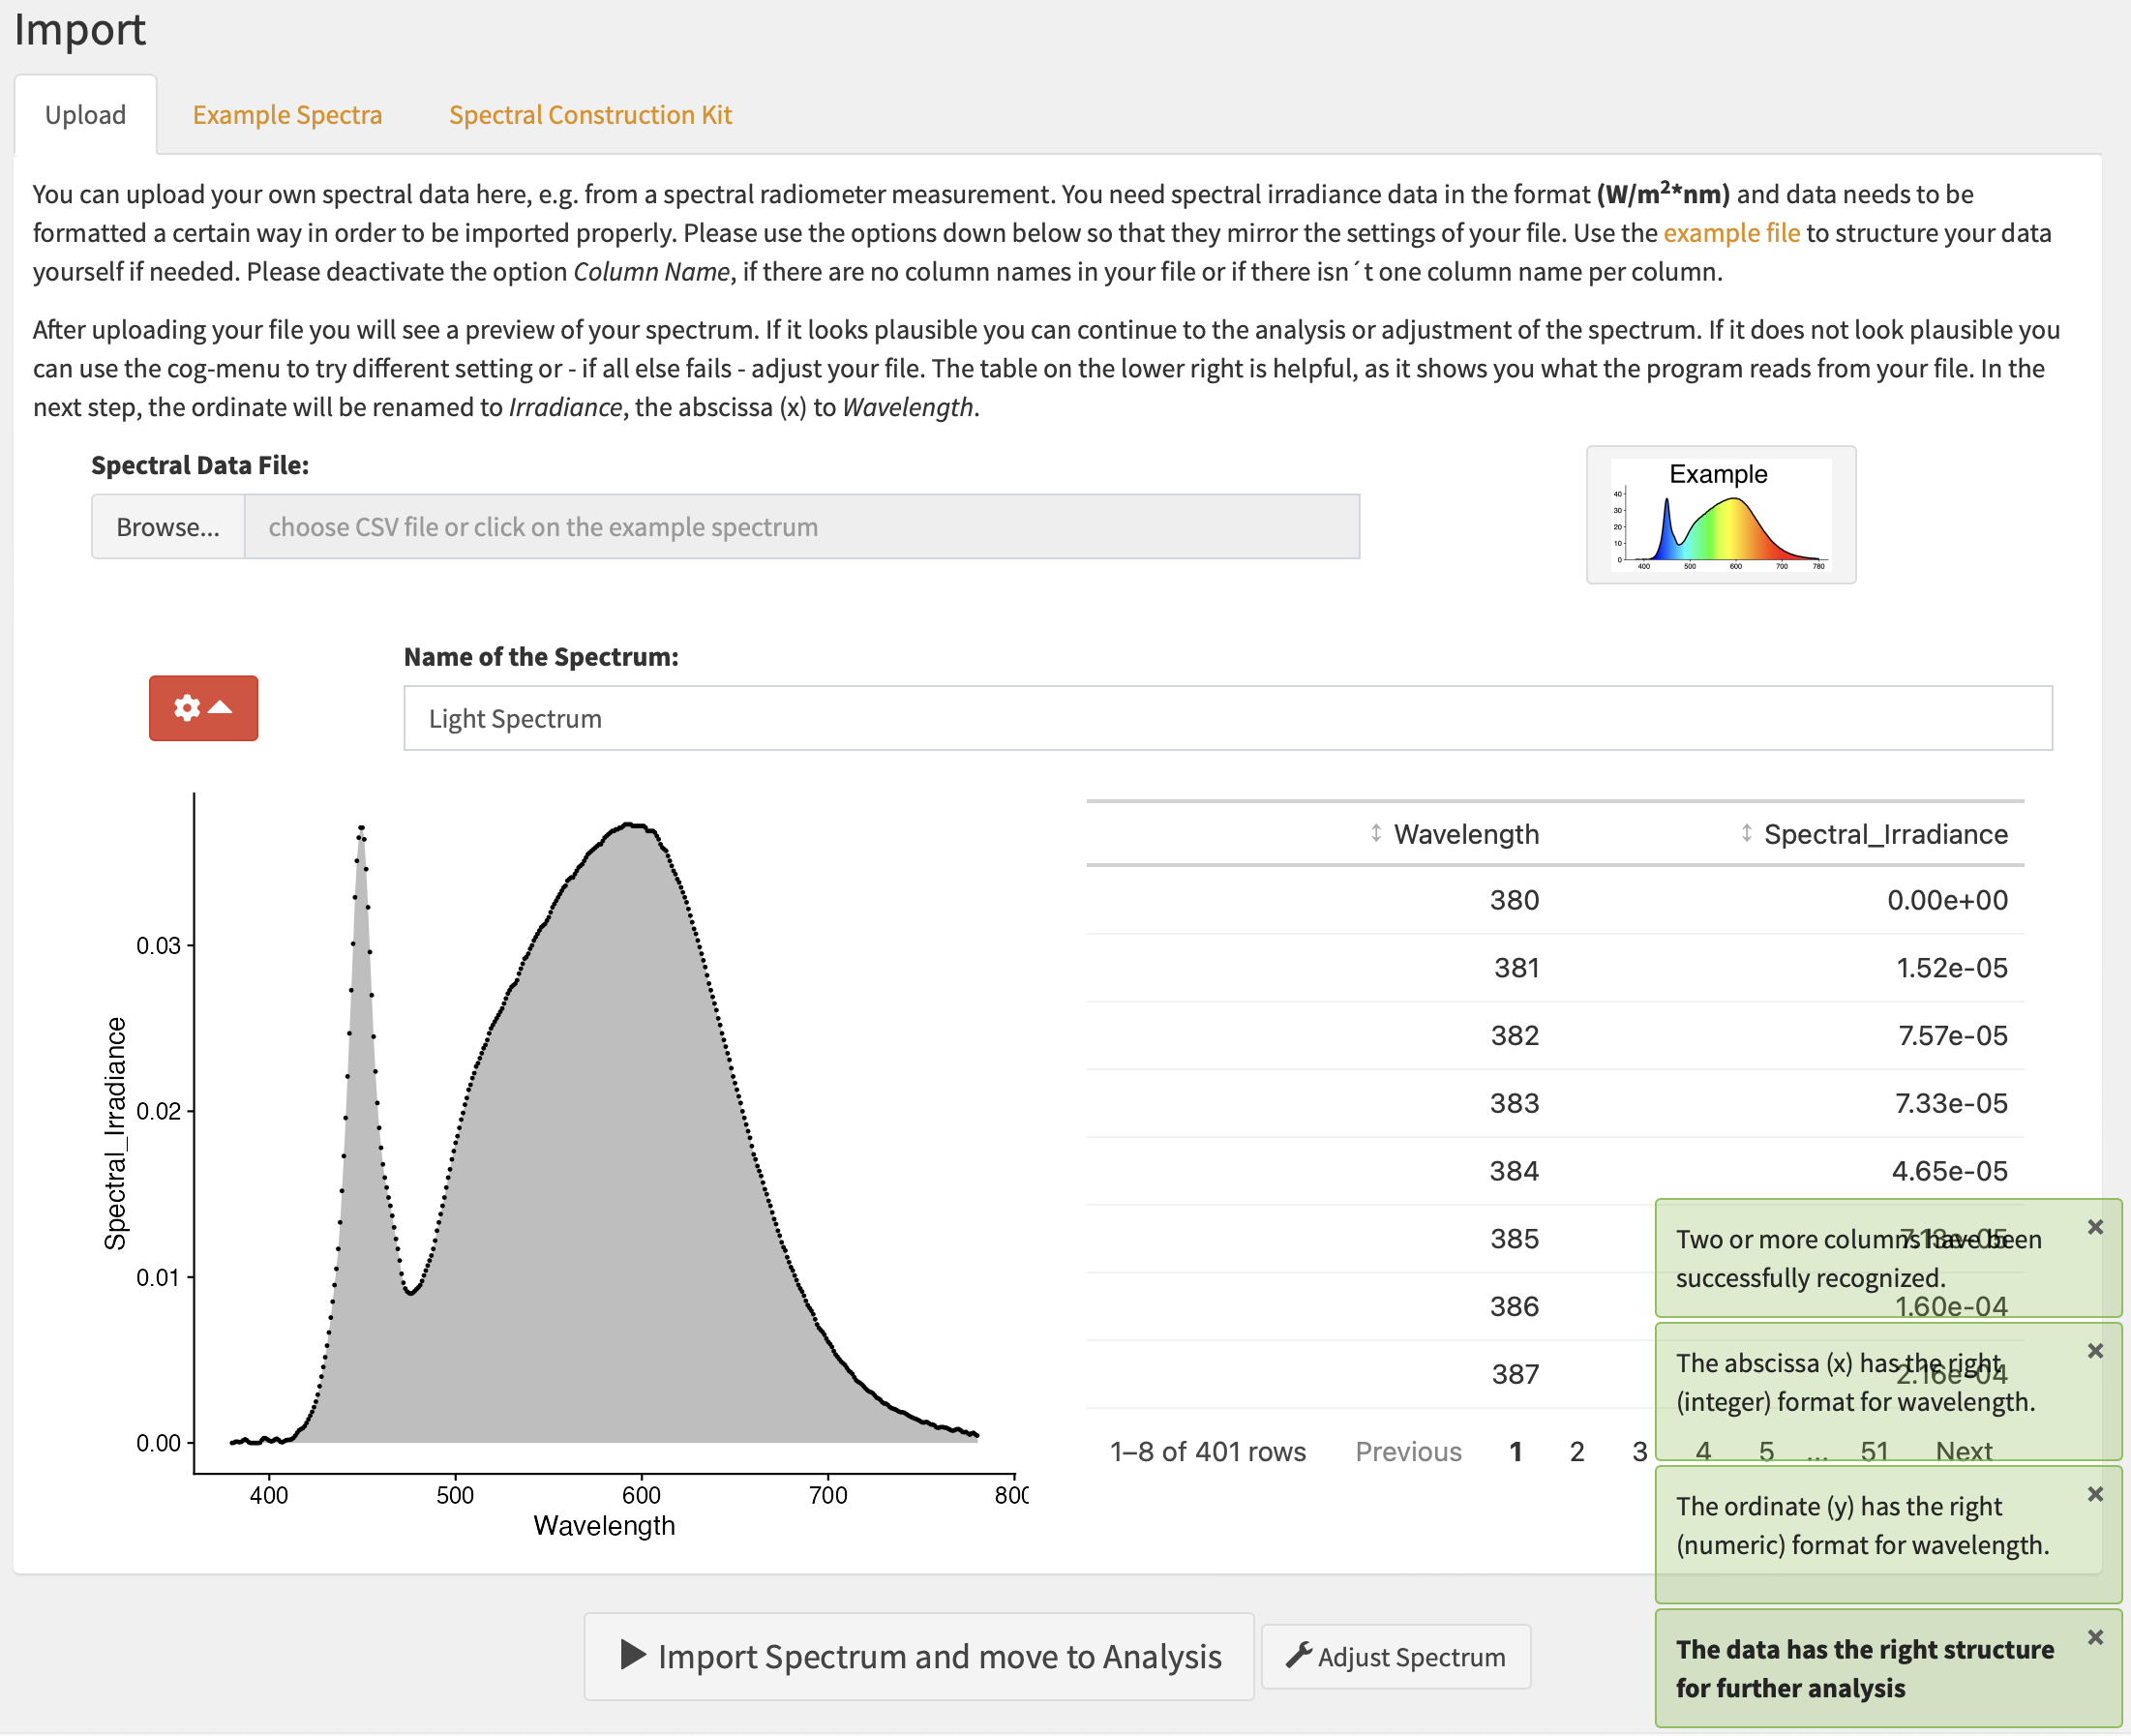 Import
Upload
Example Spectra
Spectral Construction Kit
You can upload your own spectral data here, e.g. from a spectral radiometer measurement. You need spectral irradiance data in the format (W/m²*nm) and data needs to be
formatted a certain way in order to be imported properly. Please use the options down below so that they mirror the settings of your file. Use the example file to structure your data
yourself if needed. Please deactivate the option Column Name, if there are no column names in your file or if there isn´t one column name per column.
After uploading your file you will see a preview of your spectrum. If it looks plausible you can continue to the analysis or adjustment of the spectrum. If it does not look plausible you
can use the cog-menu to try different setting or - if all else fails - adjust your file. The table on the lower right is helpful, as it shows you what the program reads from your file. In the
next step, the ordinate will be renamed to Irradiance, the abscissa (x) to Wavelength.
Spectral Data File:
Browse...
choose CSV file or click on the example spectrum
Example
40
30
20
10
0
400 500 600 700 780
Name of the Spectrum:
Light Spectrum
Spectral_Irradiance
0.03
0.02
0.01
0.00
400 500 600 700 800
Wavelength
Wavelength Spectral_Irradiance
380 0.00e+00
381 1.52e-05
382 7.57e-05
383 7.33e-05
384 4.65e-05
385 7.13e-05
386 1.60e-04
387 2.16e-04
1–8 of 401 rows Previous 1 2 3 4 5 ... 51 Next
Two or more columns have been
successfully recognized.
The abscissa (x) has the right
(integer) format for wavelength.
The ordinate (y) has the right
(numeric) format for wavelength.
The data has the right structure
for further analysis
Import Spectrum and move to Analysis
Adjust Spectrum